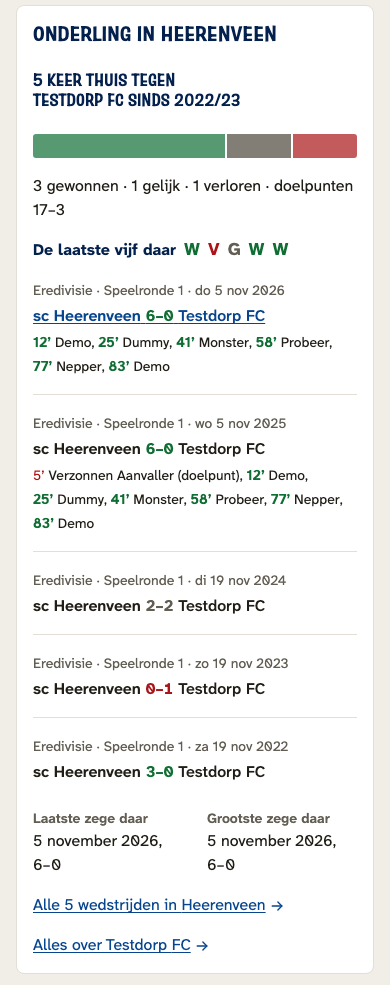 ONDERLING IN HEERENVEEN
5 KEER THUIS TEGEN
TESTDORP FC SINDS 2022/23
3 gewonnen · 1 gelijk · 1 verloren · doelpunten
17–3
De laatste vijf daar W V G W W
Eredivisie · Speelronde 1 · do 5 nov 2026
sc Heerenveen 6–0 Testdorp FC
12’ Demo, 25’ Dummy, 41’ Monster, 58’ Probeer,
77’ Nepper, 83’ Demo
Eredivisie · Speelronde 1 · wo 5 nov 2025
sc Heerenveen 6–0 Testdorp FC
5’ Verzonnen Aanvaller (doelpunt), 12’ Demo,
25’ Dummy, 41’ Monster, 58’ Probeer, 77’ Nepper,
83’ Demo
Eredivisie · Speelronde 1 · di 19 nov 2024
sc Heerenveen 2–2 Testdorp FC
Eredivisie · Speelronde 1 · zo 19 nov 2023
sc Heerenveen 0–1 Testdorp FC
Eredivisie · Speelronde 1 · za 19 nov 2022
sc Heerenveen 3–0 Testdorp FC
Laatste zege daar
5 november 2026,
6–0
Grootste zege daar
5 november 2026,
6–0
Alle 5 wedstrijden in Heerenveen →
Alles over Testdorp FC →